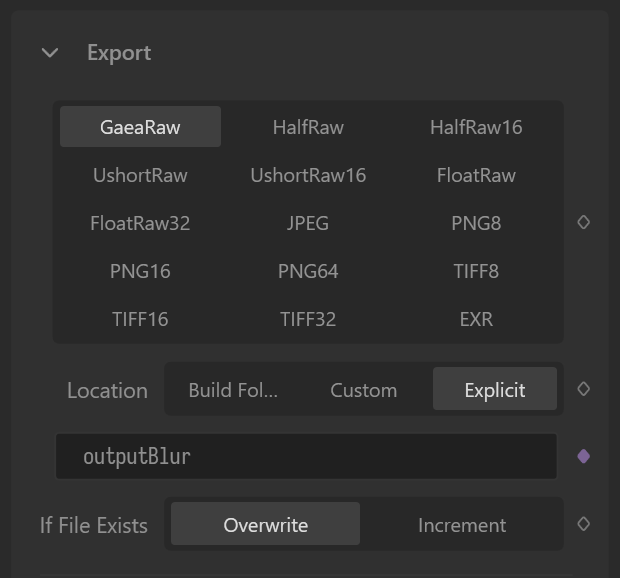 Export
GaeaRaw HalfRaw HalfRaw16
UshortRaw UshortRaw16 FloatRaw
FloatRaw32 JPEG PNG8
PNG16 PNG64 TIFF8
TIFF16 TIFF32 EXR
Location Build Fol... Custom Explicit
outputBlur
If File Exists Overwrite Increment